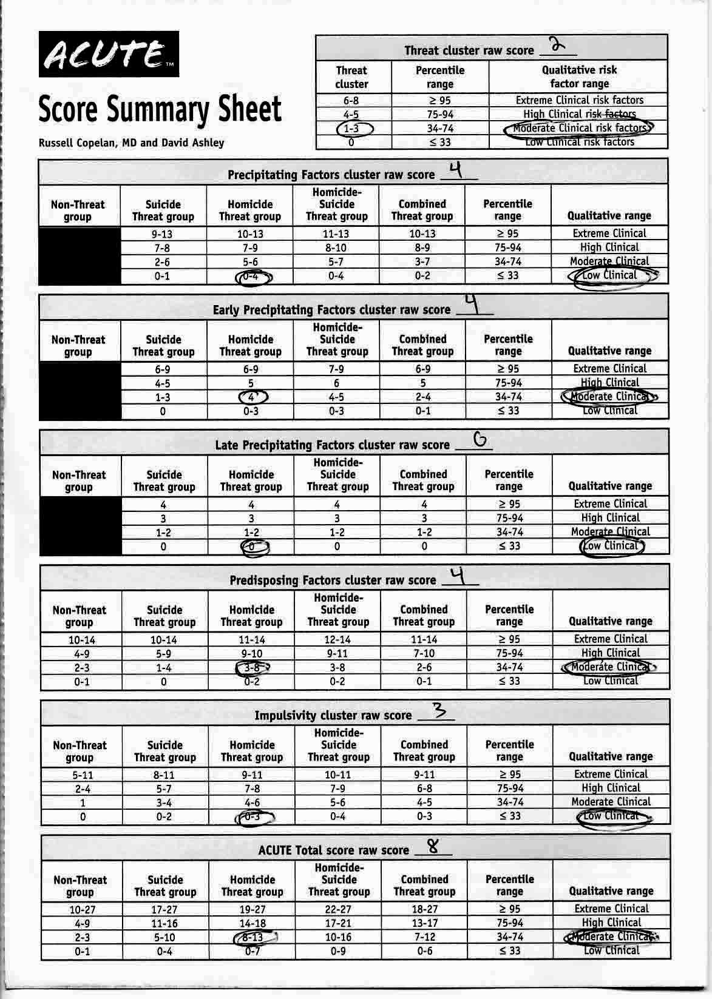 ACUTE™
Score Summary Sheet
Russell Copelan, MD and David Ashley
Threat cluster raw score 2
Threat cluster Percentile range Qualitative risk factor range
6-8 ≥ 95 Extreme Clinical risk factors
4-5 75-94 High Clinical risk factors
1-3 34-74 Moderate Clinical risk factors
0 ≤ 33 Low Clinical risk factors
Precipitating Factors cluster raw score 4
Non-Threat group Suicide Threat group Homicide Threat group Homicide-Suicide Threat group Combined Threat group Percentile range Qualitative range
9-13 10-13 11-13 10-13 ≥ 95 Extreme Clinical
7-8 7-9 8-10 8-9 75-94 High Clinical
2-6 5-6 5-7 3-7 34-74 Moderate Clinical
0-1 0-4 0-4 0-2 ≤ 33 Low Clinical
Early Precipitating Factors cluster raw score 4
Non-Threat group Suicide Threat group Homicide Threat group Homicide-Suicide Threat group Combined Threat group Percentile range Qualitative range
6-9 6-9 7-9 6-9 ≥ 95 Extreme Clinical
4-5 5 6 5 75-94 High Clinical
1-3 4 4-5 2-4 34-74 Moderate Clinical
0 0-3 0-3 0-1 ≤ 33 Low Clinical
Late Precipitating Factors cluster raw score 0
Non-Threat group Suicide Threat group Homicide Threat group Homicide-Suicide Threat group Combined Threat group Percentile range Qualitative range
4 4 4 4 ≥ 95 Extreme Clinical
3 3 3 3 75-94 High Clinical
1-2 1-2 1-2 1-2 34-74 Moderate Clinical
0 0 0 0 ≤ 33 Low Clinical
Predisposing Factors cluster raw score 4
Non-Threat group Suicide Threat group Homicide Threat group Homicide-Suicide Threat group Combined Threat group Percentile range Qualitative range
10-14 10-14 11-14 12-14 11-14 ≥ 95 Extreme Clinical
4-9 5-9 9-10 9-11 7-10 75-94 High Clinical
2-3 1-4 3-8 3-8 2-6 34-74 Moderate Clinical
0-1 0 0-2 0-2 0-1 ≤ 33 Low Clinical
Impulsivity cluster raw score 3
Non-Threat group Suicide Threat group Homicide Threat group Homicide-Suicide Threat group Combined Threat group Percentile range Qualitative range
5-11 8-11 9-11 10-11 9-11 ≥ 95 Extreme Clinical
2-4 5-7 7-8 7-9 6-8 75-94 High Clinical
1 3-4 4-6 5-6 4-5 34-74 Moderate Clinical
0 0-2 0-3 0-4 0-3 ≤ 33 Low Clinical
ACUTE Total score raw score 8
Non-Threat group Suicide Threat group Homicide Threat group Homicide-Suicide Threat group Combined Threat group Percentile range Qualitative range
10-27 17-27 19-27 22-27 18-27 ≥ 95 Extreme Clinical
4-9 11-16 14-18 17-21 13-17 75-94 High Clinical
2-3 5-10 8-13 10-16 7-12 34-74 Moderate Clinical
0-1 0-4 0-7 0-9 0-6 ≤ 33 Low Clinical